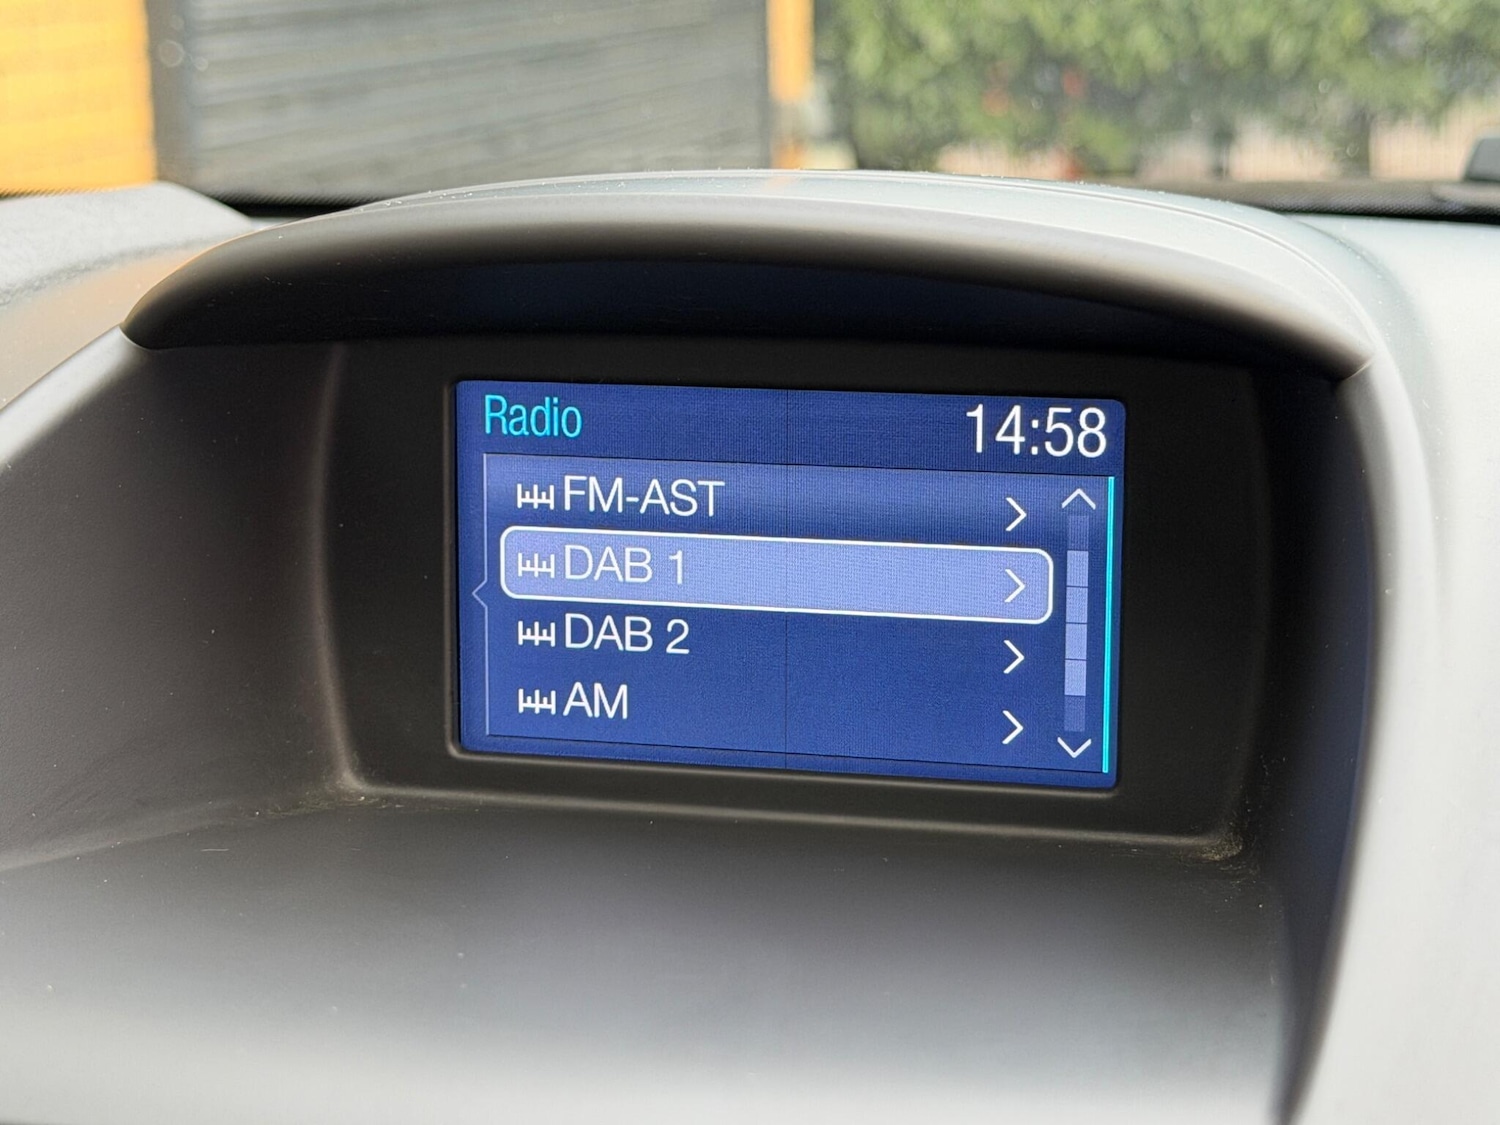 Radio
14:58
FM-AST
DAB 1
DAB 2
AM